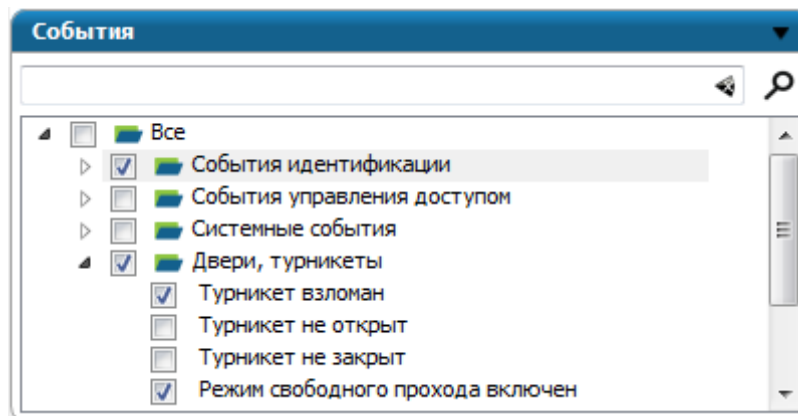 События
Все
События идентификации
События управления доступом
Системные события
Двери, турникеты
Турникет взломан
Турникет не открыт
Турникет не закрыт
Режим свободного прохода включен